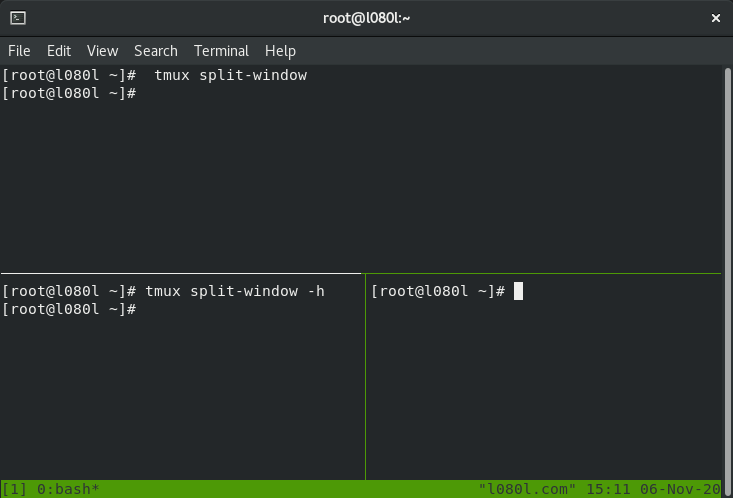 root@l080l:~
File Edit View Search Terminal Help
[root@l080l ~]#  tmux split-window
[root@l080l ~]#
[root@l080l ~]# tmux split-window -h
[root@l080l ~]#
[root@l080l ~]#
[1] 0:bash* "l080l.com" 15:11 06-Nov-20